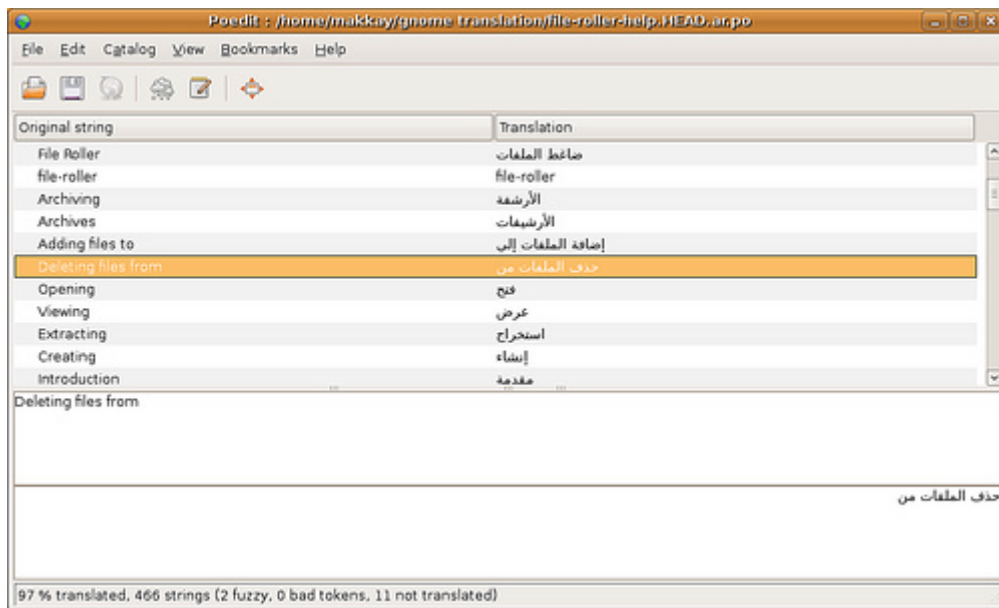 Poedit : /home/makkay/gnome translation/file-roller-help.HEAD.ar.po
File Edit Catalog View Bookmarks Help
Original string Translation
File Roller ضاغط الملفات
file-roller file-roller
Archiving الأرشفة
Archives الأرشيفات
Adding files to إضافة الملفات إلى
Deleting files from حذف الملفات من
Opening فتح
Viewing عرض
Extracting استخراج
Creating إنشاء
Introduction مقدمة
Deleting files from
حذف الملفات من
97 % translated, 466 strings (2 fuzzy, 0 bad tokens, 11 not translated)